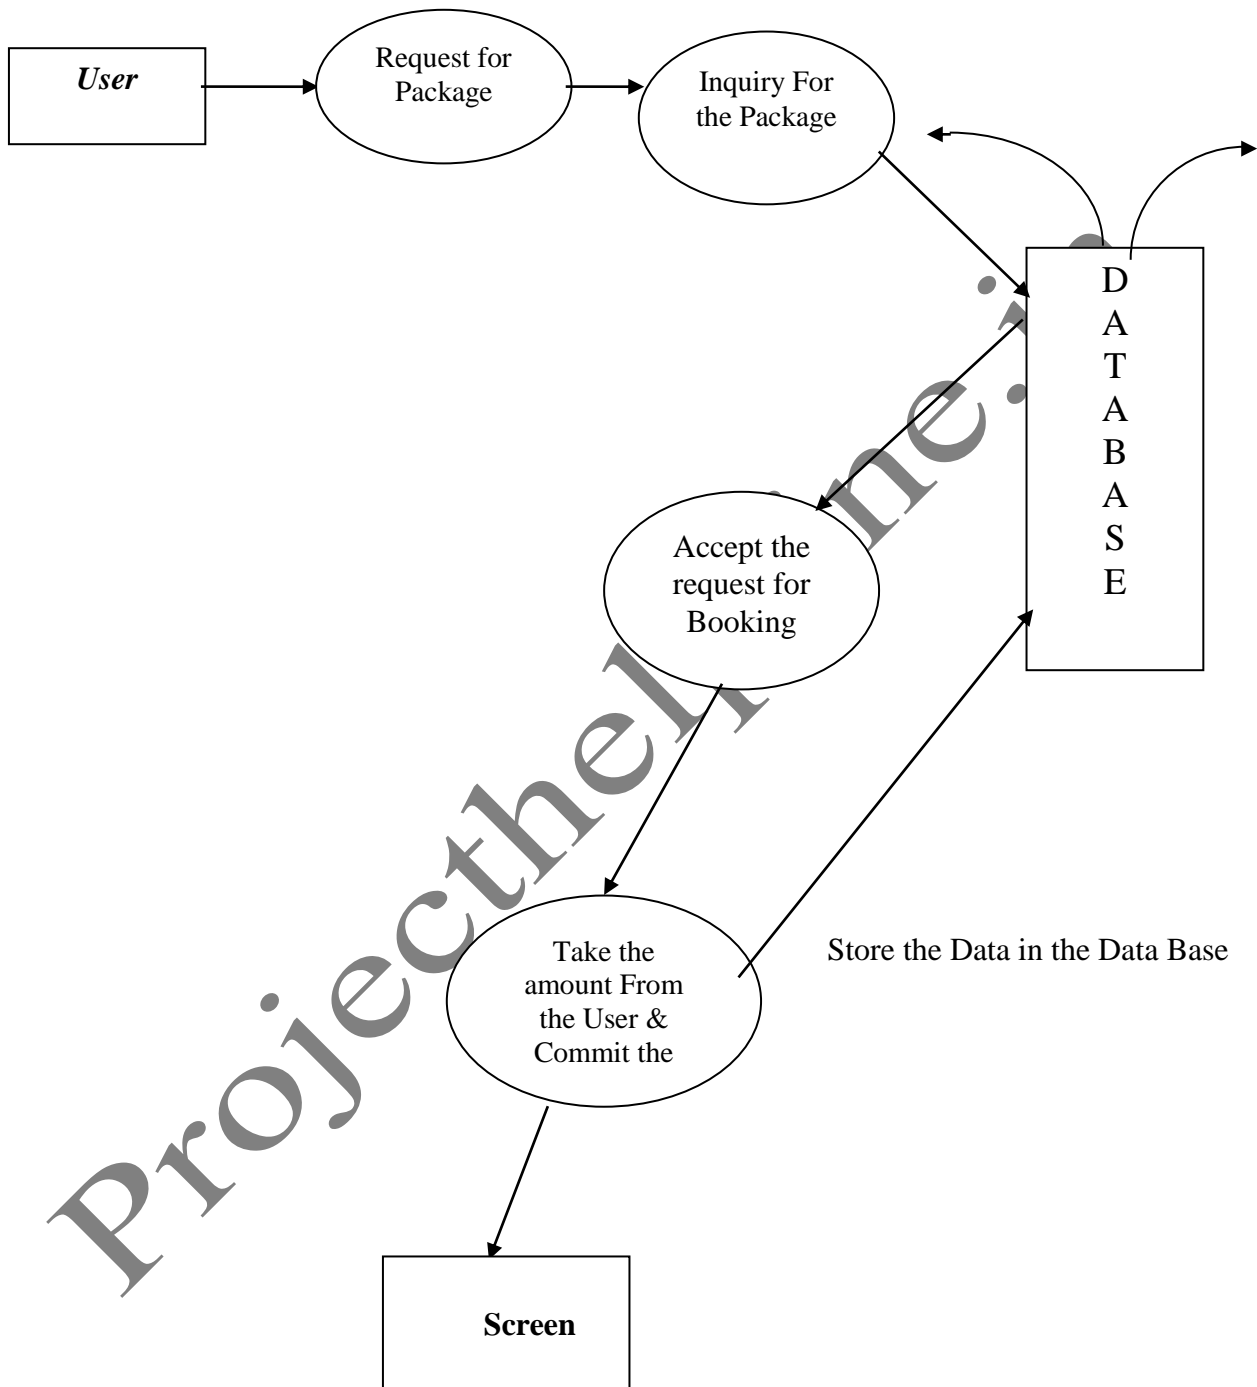 User
Request for
Package
Inquiry For
the Package
D
A
T
A
B
A
S
E
Accept the
request for
Booking
Take the
amount From
the User &
Commit the
Store the Data in the Data Base
Screen